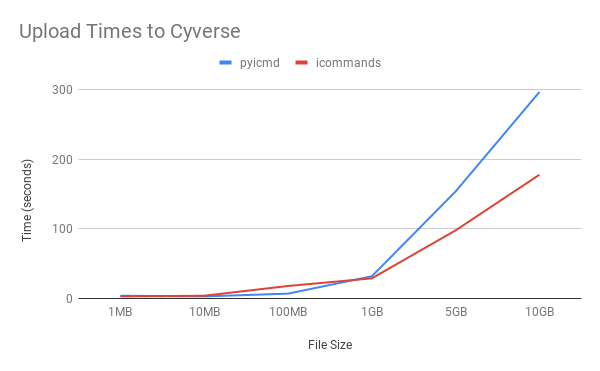 Upload Times to Cyverse
pyicmd icommands
300
200
100
0
Time (seconds)
1MB 10MB 100MB 1GB 5GB 10GB
File Size